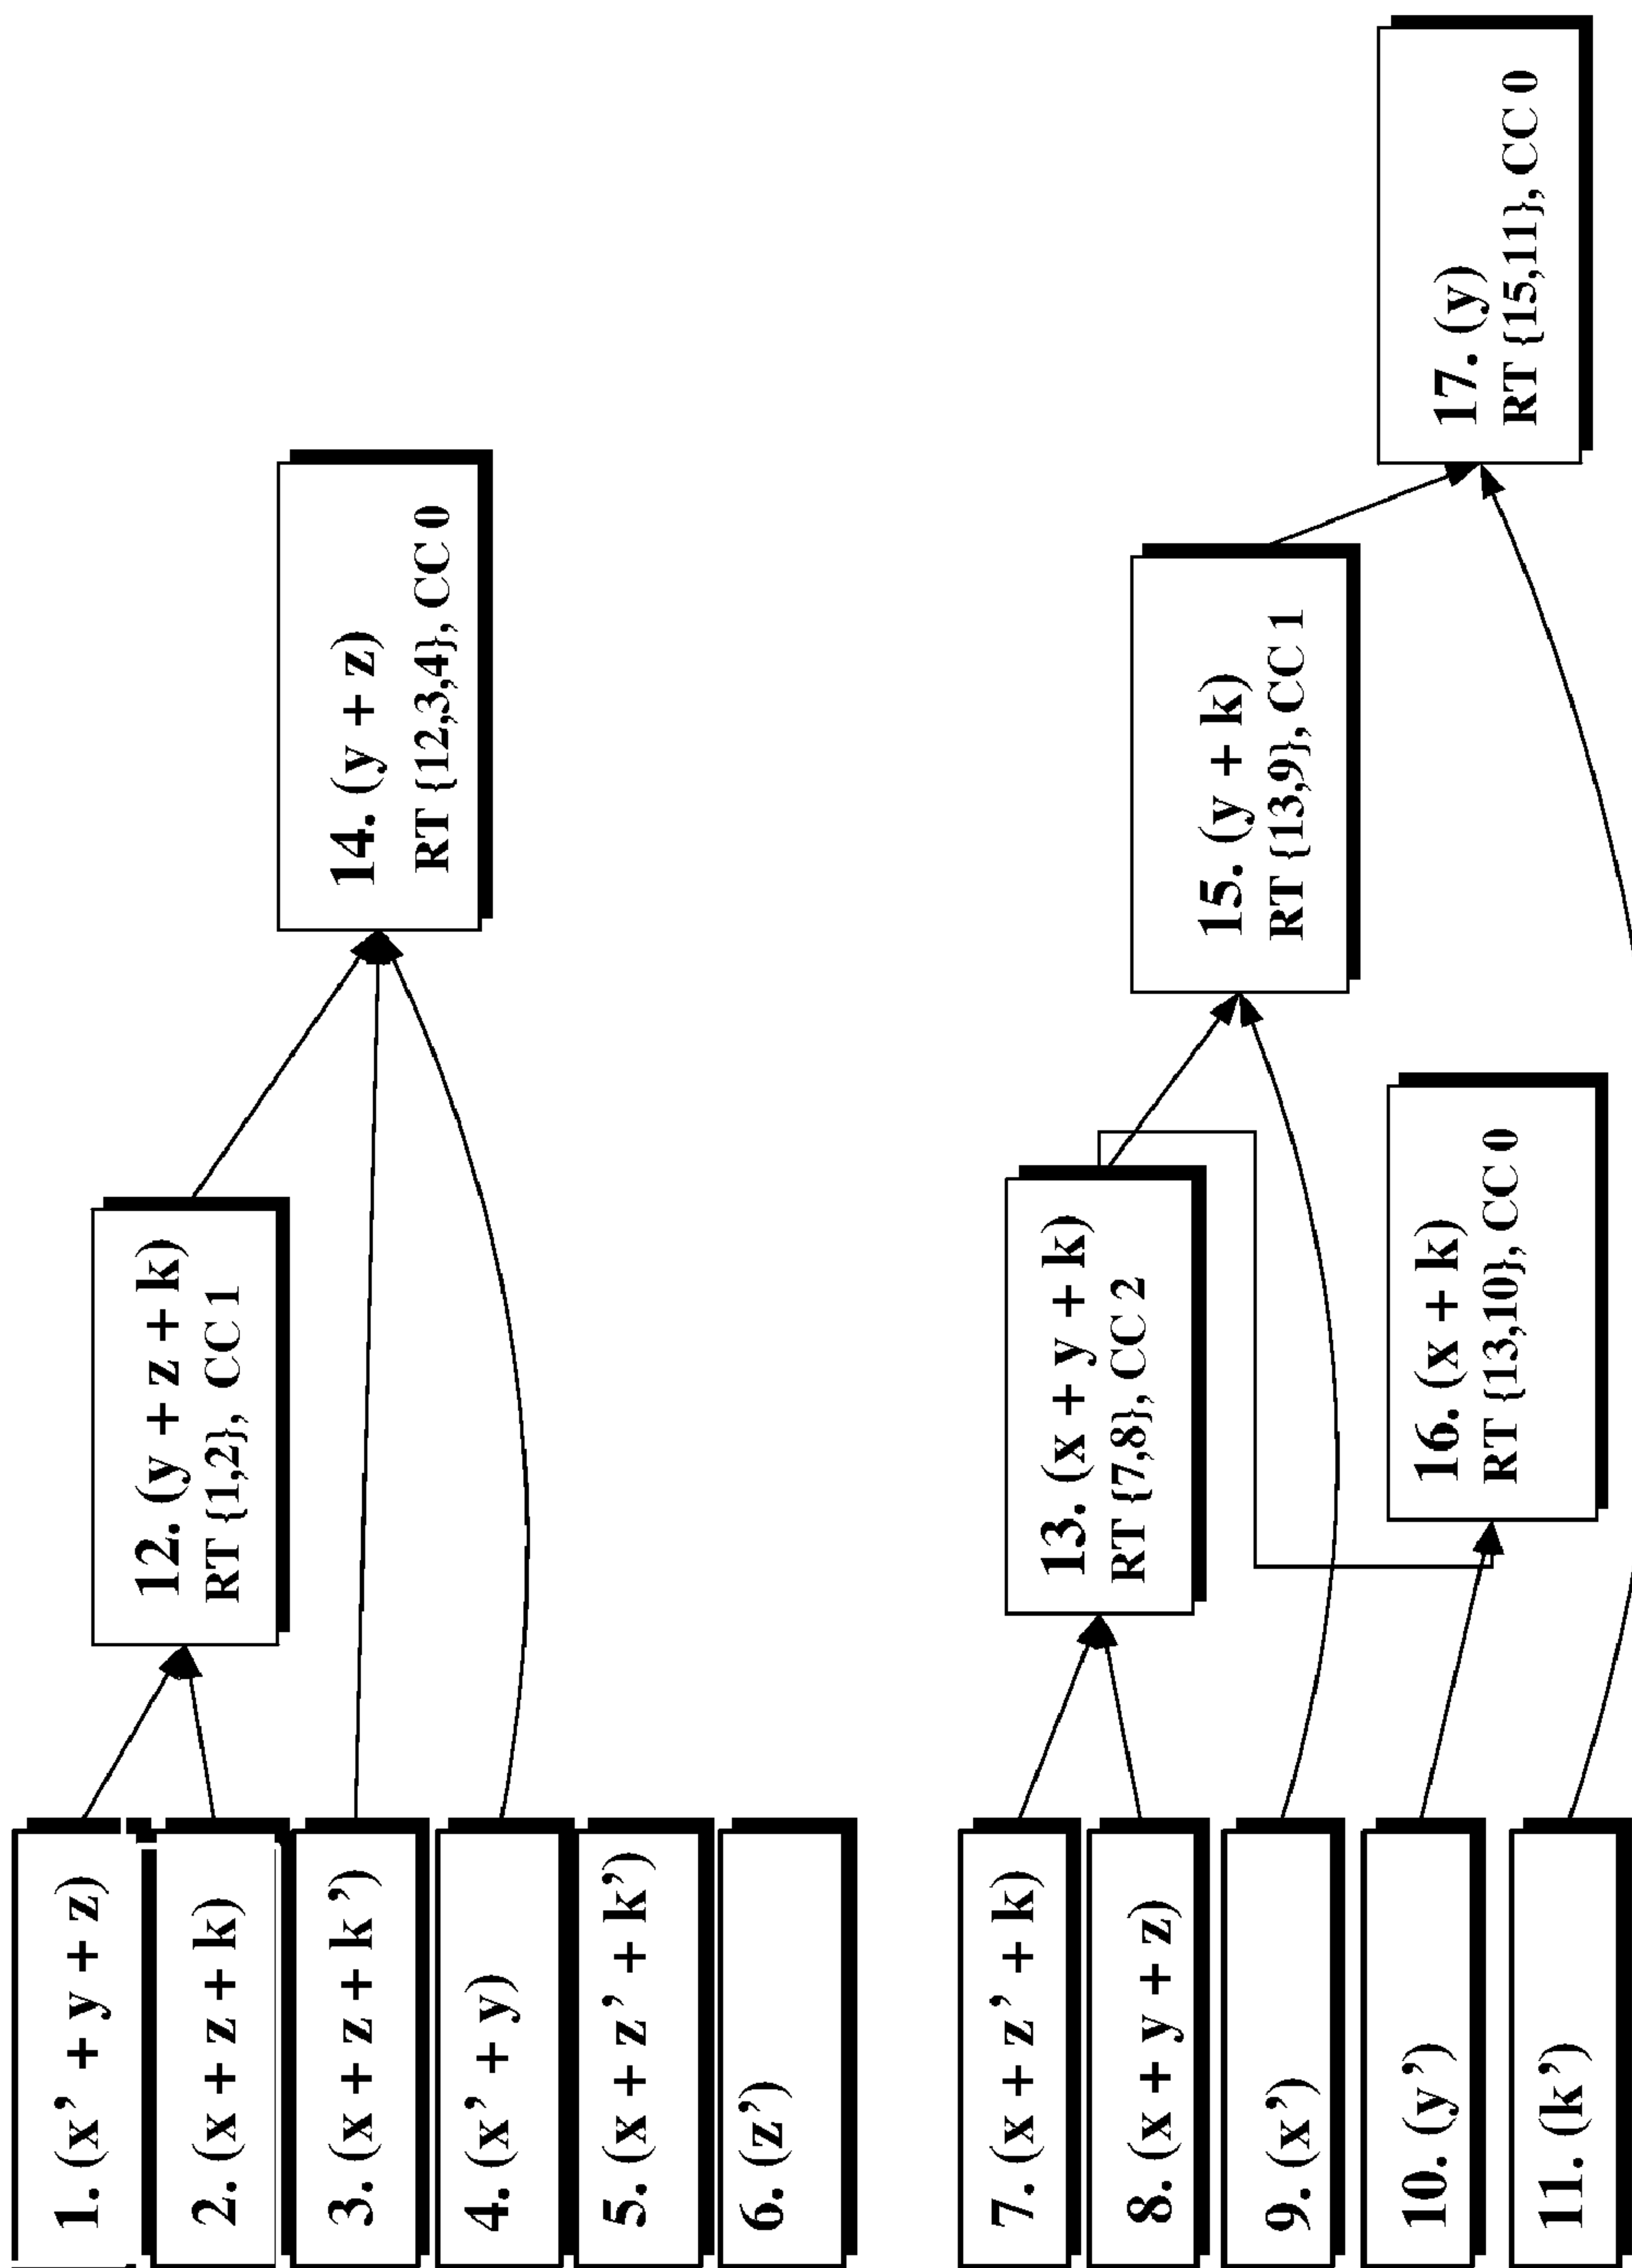 1. (x’ + y + z)
2. (x + z + k)
3. (x + z + k’)
4. (x’ + y)
5. (x + z’ + k’)
6. (z’)
7. (x + z’ + k)
8. (x + y + z)
9. (x’)
10. (y’)
11. (k’)
12. (y + z + k)
RT {1,2}, CC 1
13. (x + y + k)
RT {7,8}, CC 2
14. (y + z)
RT {12,3,4}, CC 0
15. (y + k)
RT {13,9}, CC 1
16. (x + k)
RT {13,10}, CC 0
17. (y)
RT {15,11}, CC 0